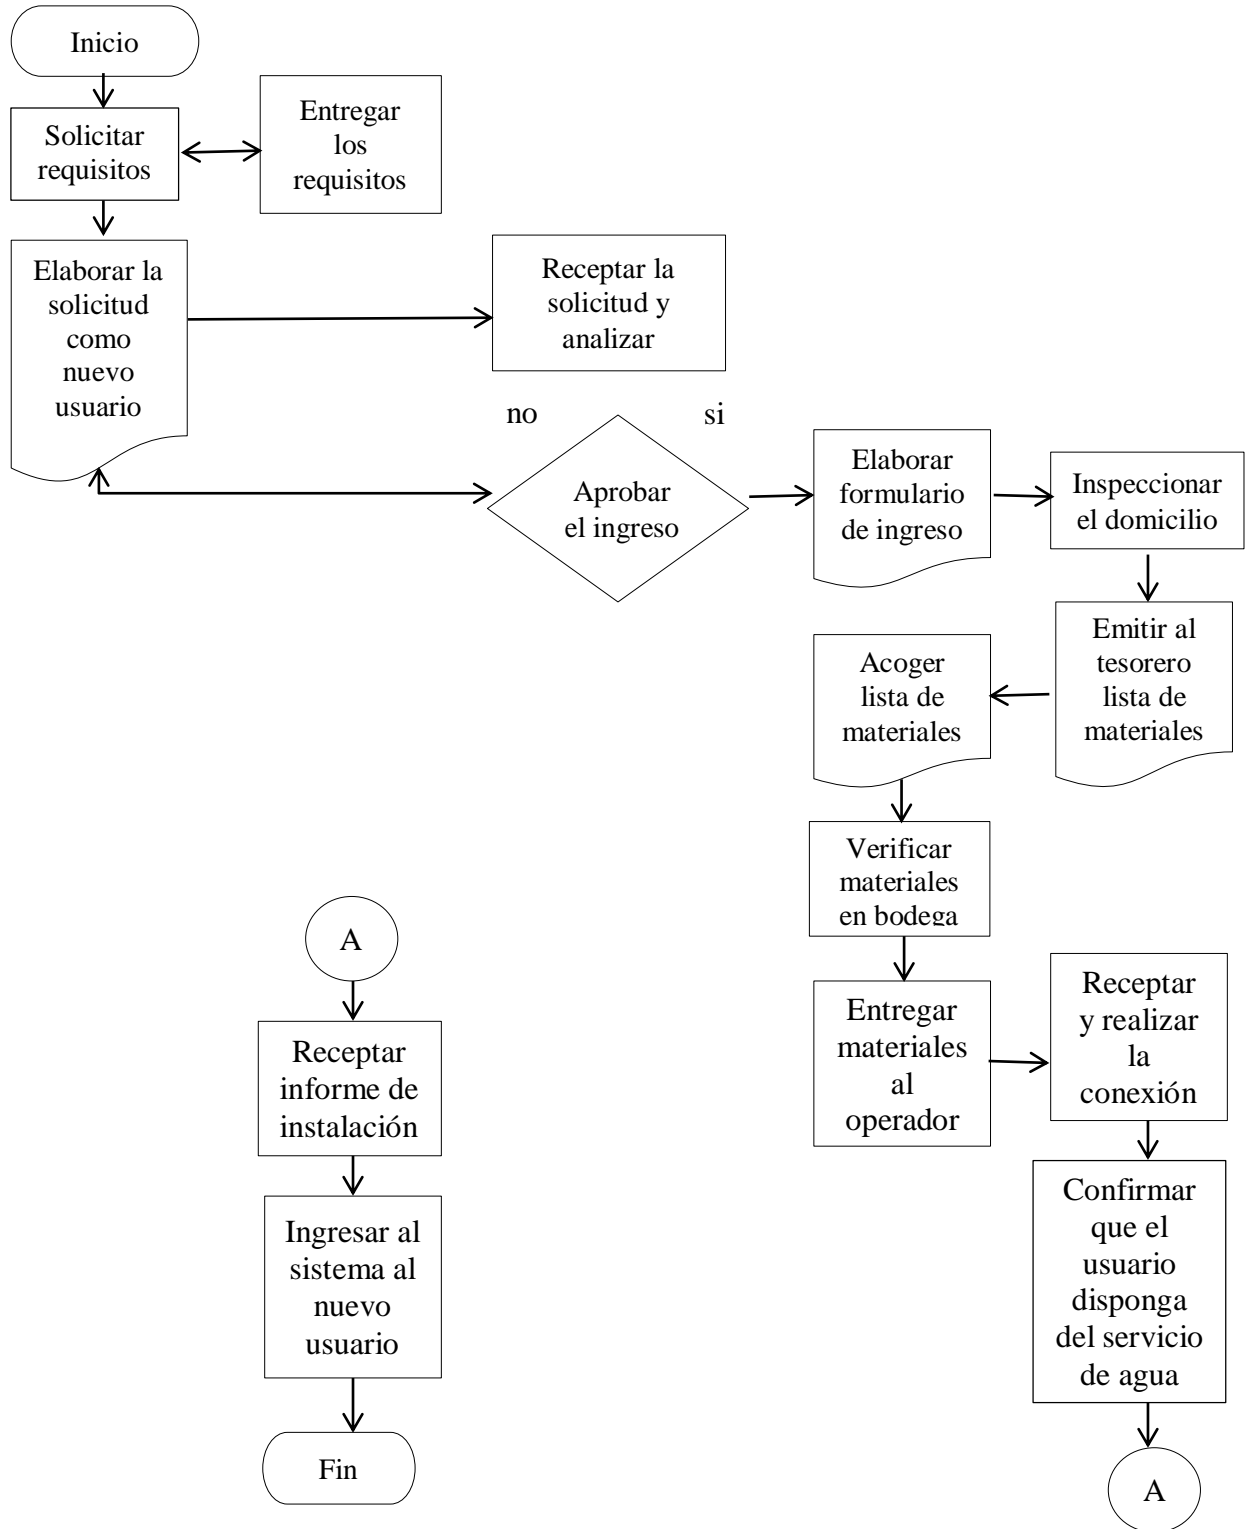 Inicio
Solicitar
requisitos
Entregar
los
requisitos
Elaborar la
solicitud
como
nuevo
usuario
Receptar la
solicitud y
analizar
no
si
Aprobar
el ingreso
Elaborar
formulario
de ingreso
Inspeccionar
el domicilio
Emitir al
tesorero
lista de
materiales
Acoger
lista de
materiales
Verificar
materiales
en bodega
Entregar
materiales
al
operador
Receptar
y realizar
la
conexión
Confirmar
que el
usuario
disponga
del servicio
de agua
A
A
Receptar
informe de
instalación
Ingresar al
sistema al
nuevo
usuario
Fin